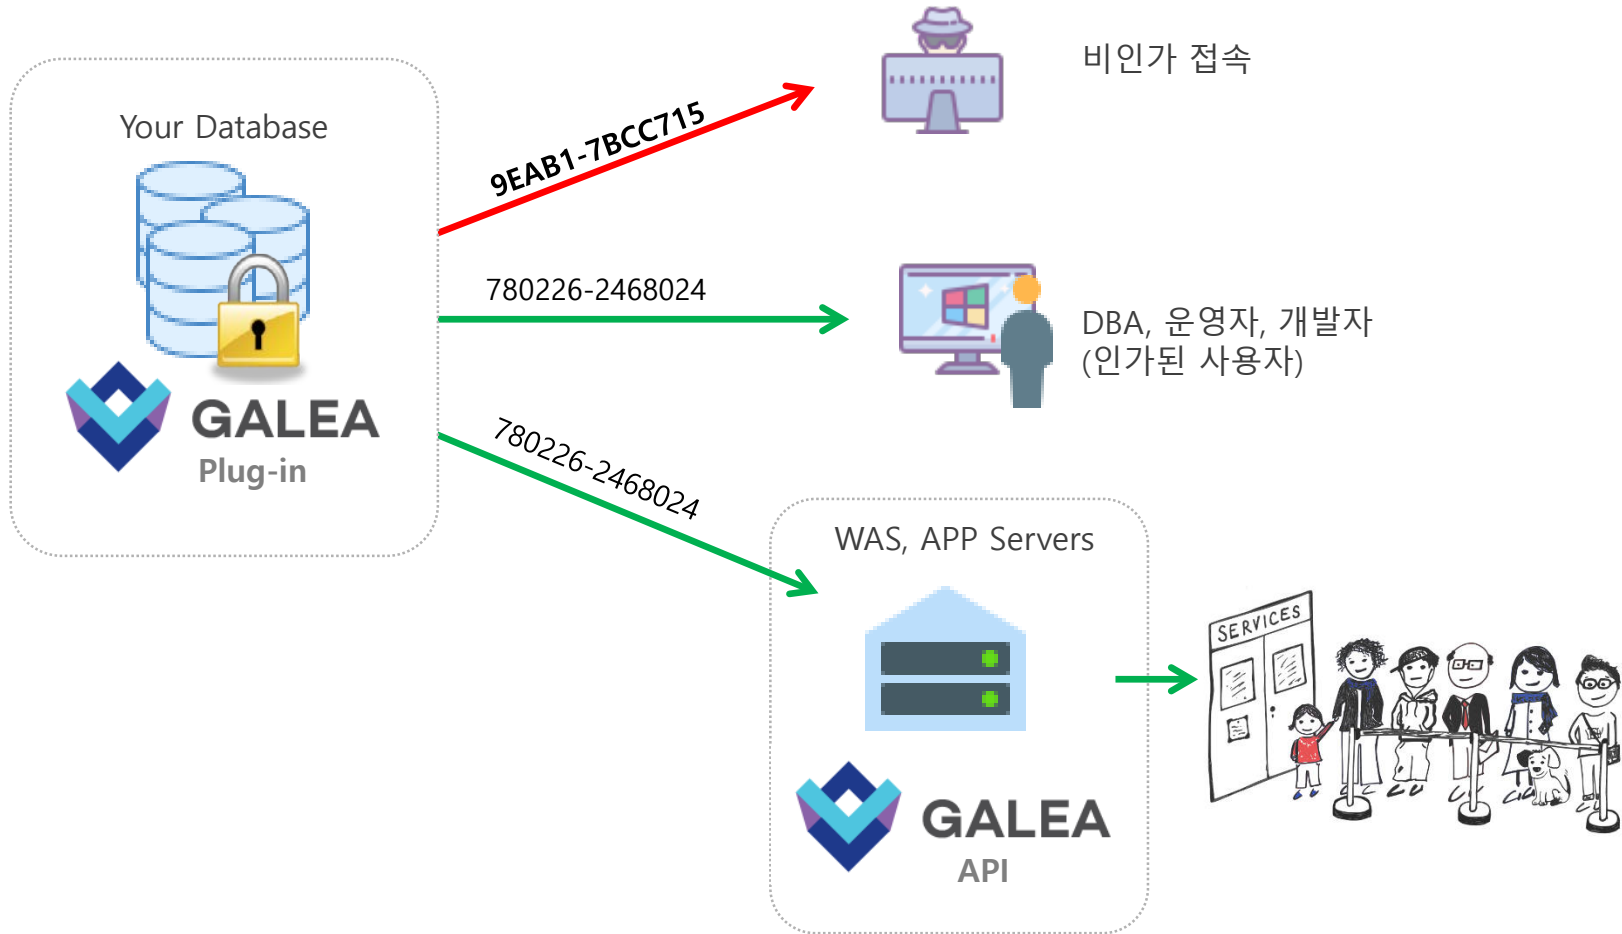 비인가 접속
Your Database
9EAB1-7BCC715
780226-2468024
DBA, 운영자, 개발자
(인가된 사용자)
GALEA
Plug-in
780226-2468024
WAS, APP Servers
SERVICES
GALEA
API